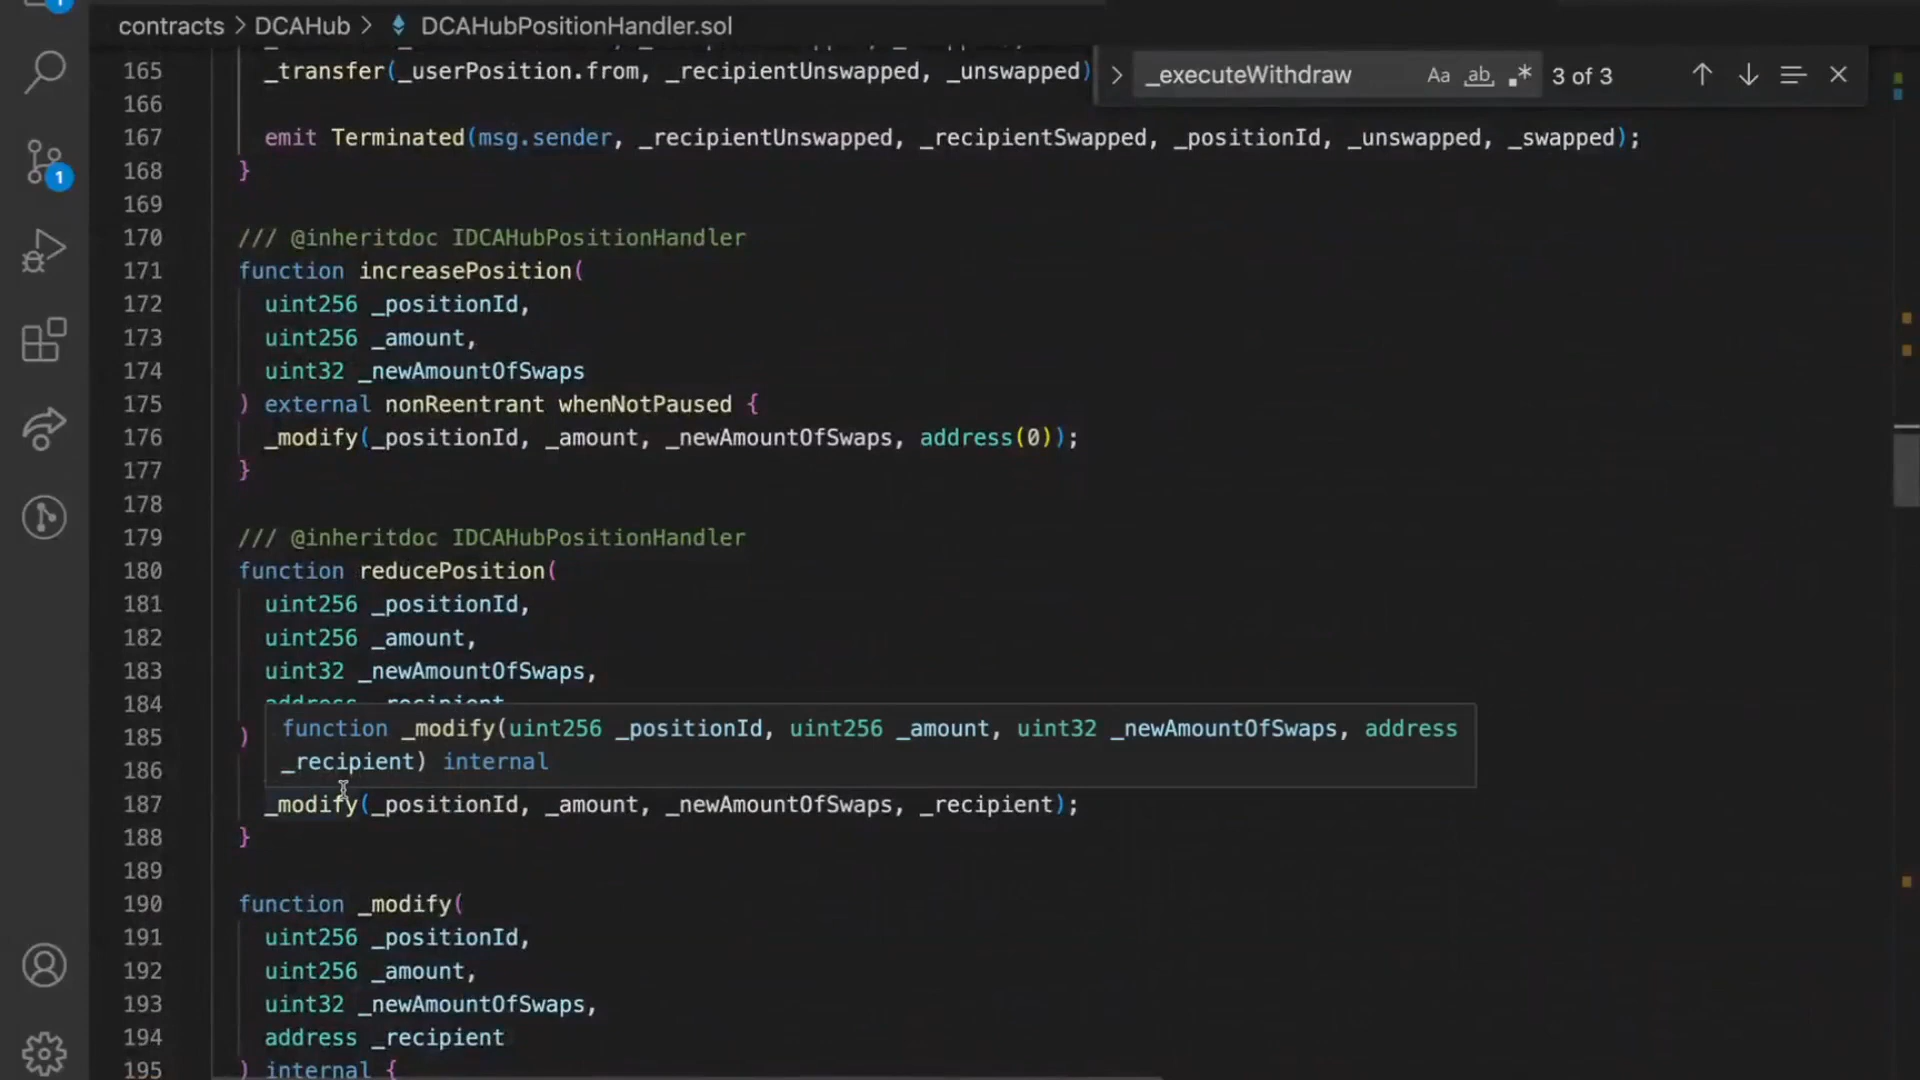 contracts > DCAHub > DCAHubPositionHandler.sol
_executeWithdraw Aa ab .* 3 of 3
165 _transfer(_userPosition.from, _recipientUnswapped, _unswapped)
166
167 emit Terminated(msg.sender, _recipientUnswapped, _recipientSwapped, _positionId, _unswapped, _swapped);
168 }
169
170 /// @inheritdoc IDCAHubPositionHandler
171 function increasePosition(
172 uint256 _positionId,
173 uint256 _amount,
174 uint32 _newAmountOfSwaps
175 ) external nonReentrant whenNotPaused {
176 _modify(_positionId, _amount, _newAmountOfSwaps, address(0));
177 }
178
179 /// @inheritdoc IDCAHubPositionHandler
180 function reducePosition(
181 uint256 _positionId,
182 uint256 _amount,
183 uint32 _newAmountOfSwaps,
184 address _recipient
function _modify(uint256 _positionId, uint256 _amount, uint32 _newAmountOfSwaps, address
_recipient) internal
185 )
186
187 _modify(_positionId, _amount, _newAmountOfSwaps, _recipient);
188 }
189
190 function _modify(
191 uint256 _positionId,
192 uint256 _amount,
193 uint32 _newAmountOfSwaps,
194 address _recipient
195 ) internal {
1
1